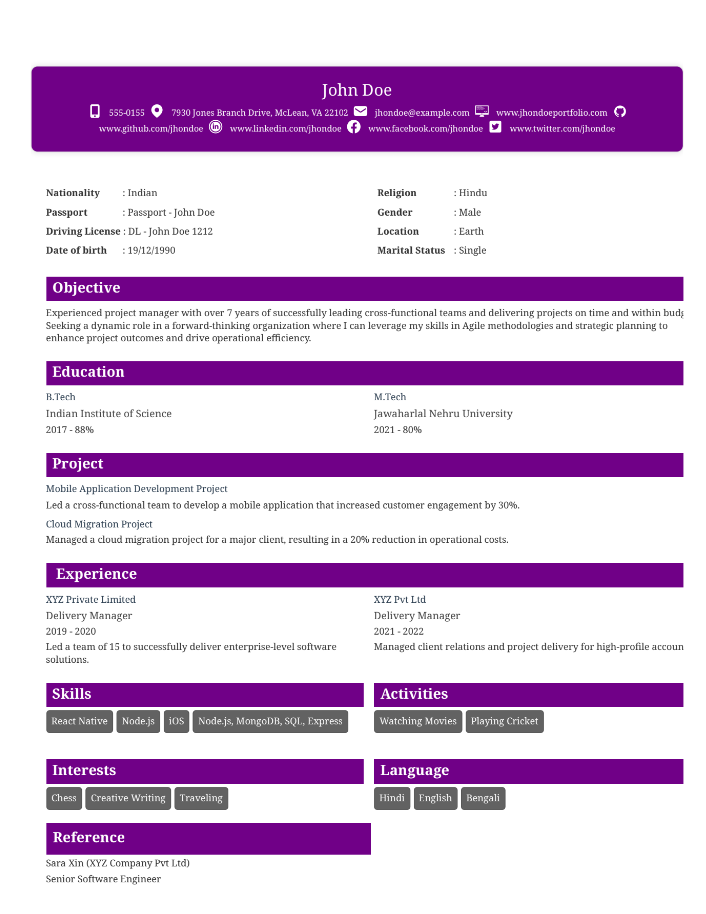 John Doe
555-0155 7930 Jones Branch Drive, McLean, VA 22102 jhondoe@example.com www.jhondoeportfolio.com
www.github.com/jhondoe www.linkedin.com/jhondoe www.facebook.com/jhondoe www.twitter.com/jhondoe
Nationality : Indian
Religion : Hindu
Passport : Passport - John Doe
Gender : Male
Driving License : DL - John Doe 1212
Location : Earth
Date of birth : 19/12/1990
Marital Status : Single
Objective
Experienced project manager with over 7 years of successfully leading cross-functional teams and delivering projects on time and within
Seeking a dynamic role in a forward-thinking organization where I can leverage my skills in Agile methodologies and strategic planning to
enhance project outcomes and drive operational efficiency.
Education
B.Tech
Indian Institute of Science
2017 - 88%
M.Tech
Jawaharlal Nehru University
2021 - 80%
Project
Mobile Application Development Project
Led a cross-functional team to develop a mobile application that increased customer engagement by 30%.
Cloud Migration Project
Managed a cloud migration project for a major client, resulting in a 20% reduction in operational costs.
Experience
XYZ Private Limited
Delivery Manager
2019 - 2020
Led a team of 15 to successfully deliver enterprise-level software
solutions.
XYZ Pvt Ltd
Delivery Manager
2021 - 2022
Managed client relations and project delivery for high-profile accoun
Skills
React Native Node.js iOS Node.js, MongoDB, SQL, Express
Activities
Watching Movies Playing Cricket
Interests
Chess Creative Writing Traveling
Language
Hindi English Bengali
Reference
Sara Xin (XYZ Company Pvt Ltd)
Senior Software Engineer